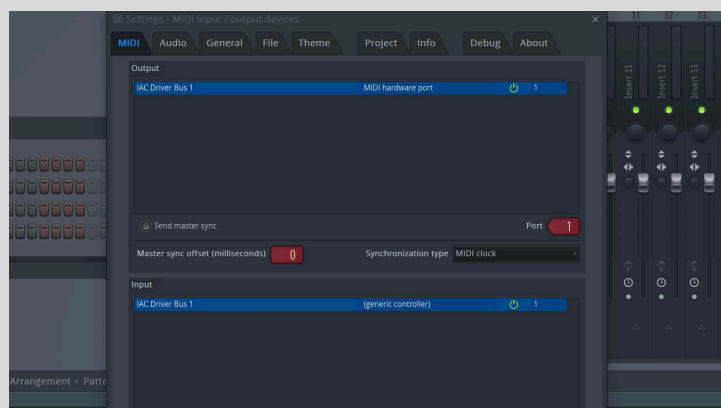 Settings - MIDI input / output devices
11 12 13
MIDI Audio General File Theme Project Info Debug About
Output
IAC Driver Bus 1 MIDI hardware port 1
Insert 11
Insert 12
Insert 13
Send master sync Port 1
Master sync offset (milliseconds) 0 Synchronization type MIDI clock
Input
IAC Driver Bus 1 (generic controller) 1
Arrangement Patte